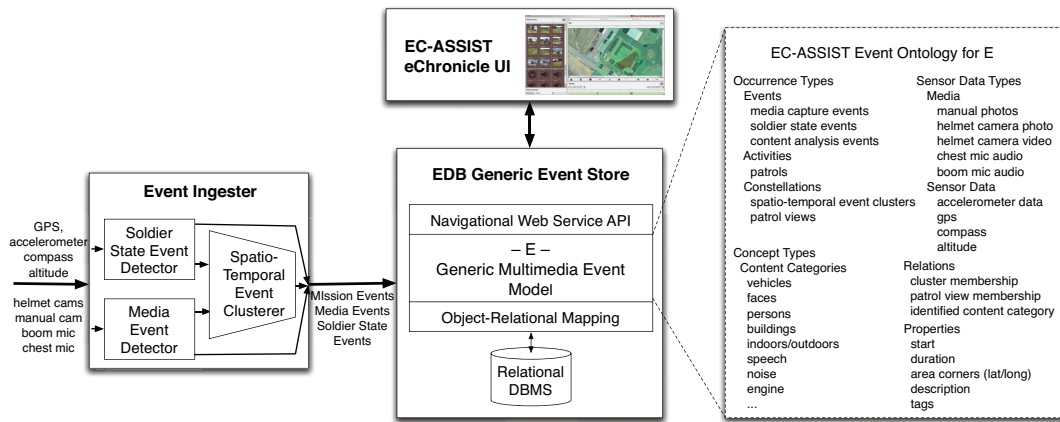 EC-ASSIST
eChronicle UI
Event Ingester
GPS,
accelerometer
compass
altitude
helmet cams
manual cam
boom mic
chest mic
Soldier
State Event
Detector
Media
Event
Detector
Spatio-
Temporal
Event
Clusterer
MIssion Events
Media Events
Soldier State
Events
EDB Generic Event Store
Navigational Web Service API
– E –
Generic Multimedia Event
Model
Object-Relational Mapping
Relational
DBMS
EC-ASSIST Event Ontology for E
Occurrence Types
Events
media capture events
soldier state events
content analysis events
Activities
patrols
Constellations
spatio-temporal event clusters
patrol views
Concept Types
Content Categories
vehicles
faces
persons
buildings
indoors/outdoors
speech
noise
engine
...
Sensor Data Types
Media
manual photos
helmet camera photo
helmet camera video
chest mic audio
boom mic audio
Sensor Data
accelerometer data
gps
compass
altitude
Relations
cluster membership
patrol view membership
identified content category
Properties
start
duration
area corners (lat/long)
description
tags